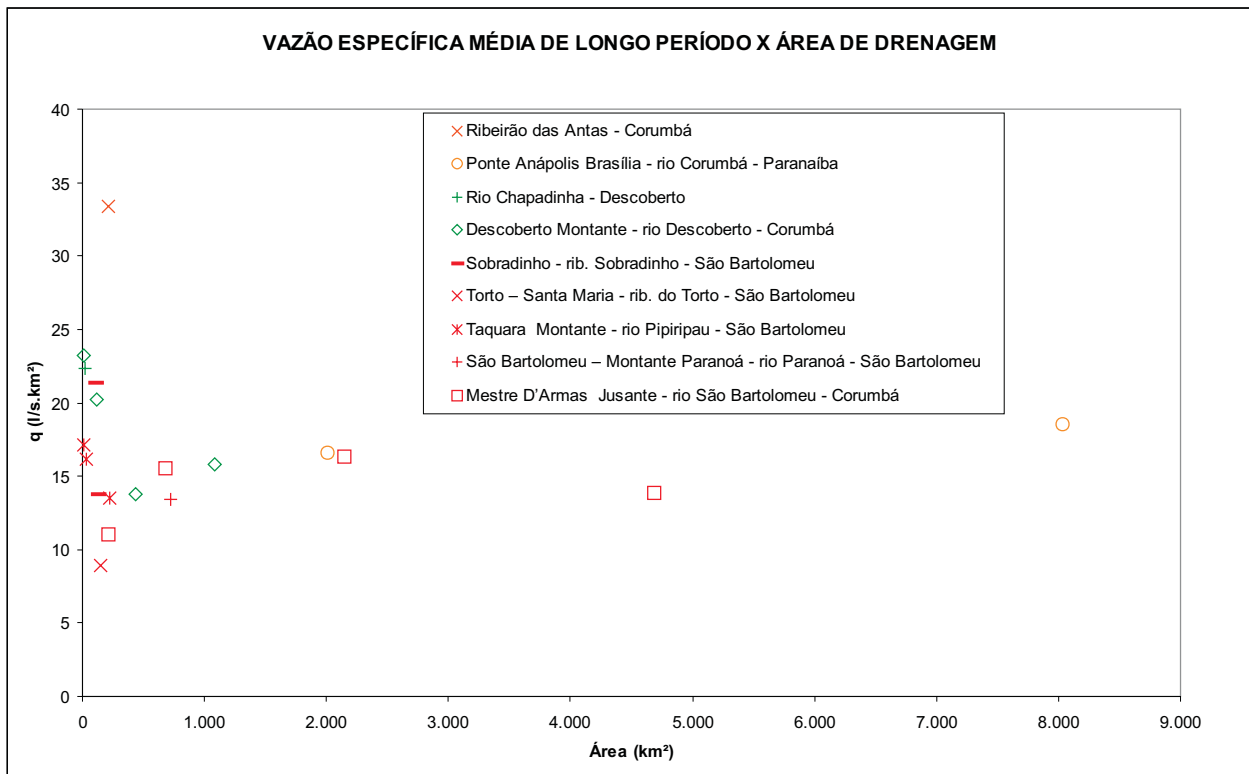 VAZÃO ESPECÍFICA MÉDIA DE LONGO PERÍODO X ÁREA DE DRENAGEM
40
35
30
25
20
15
10
5
0
q (l/s.km²)
Ribeirão das Antas - Corumbá
Ponte Anápolis Brasília - rio Corumbá - Paranaíba
Rio Chapadinha - Descoberto
Descoberto Montante - rio Descoberto - Corumbá
Sobradinho - rib. Sobradinho - São Bartolomeu
Torto – Santa Maria - rib. do Torto - São Bartolomeu
Taquara Montante - rio Pipiripau - São Bartolomeu
São Bartolomeu – Montante Paranoá - rio Paranoá - São Bartolomeu
Mestre D'Armas Jusante - rio São Bartolomeu - Corumbá
0 1.000 2.000 3.000 4.000 5.000 6.000 7.000 8.000 9.000
Área (km²)